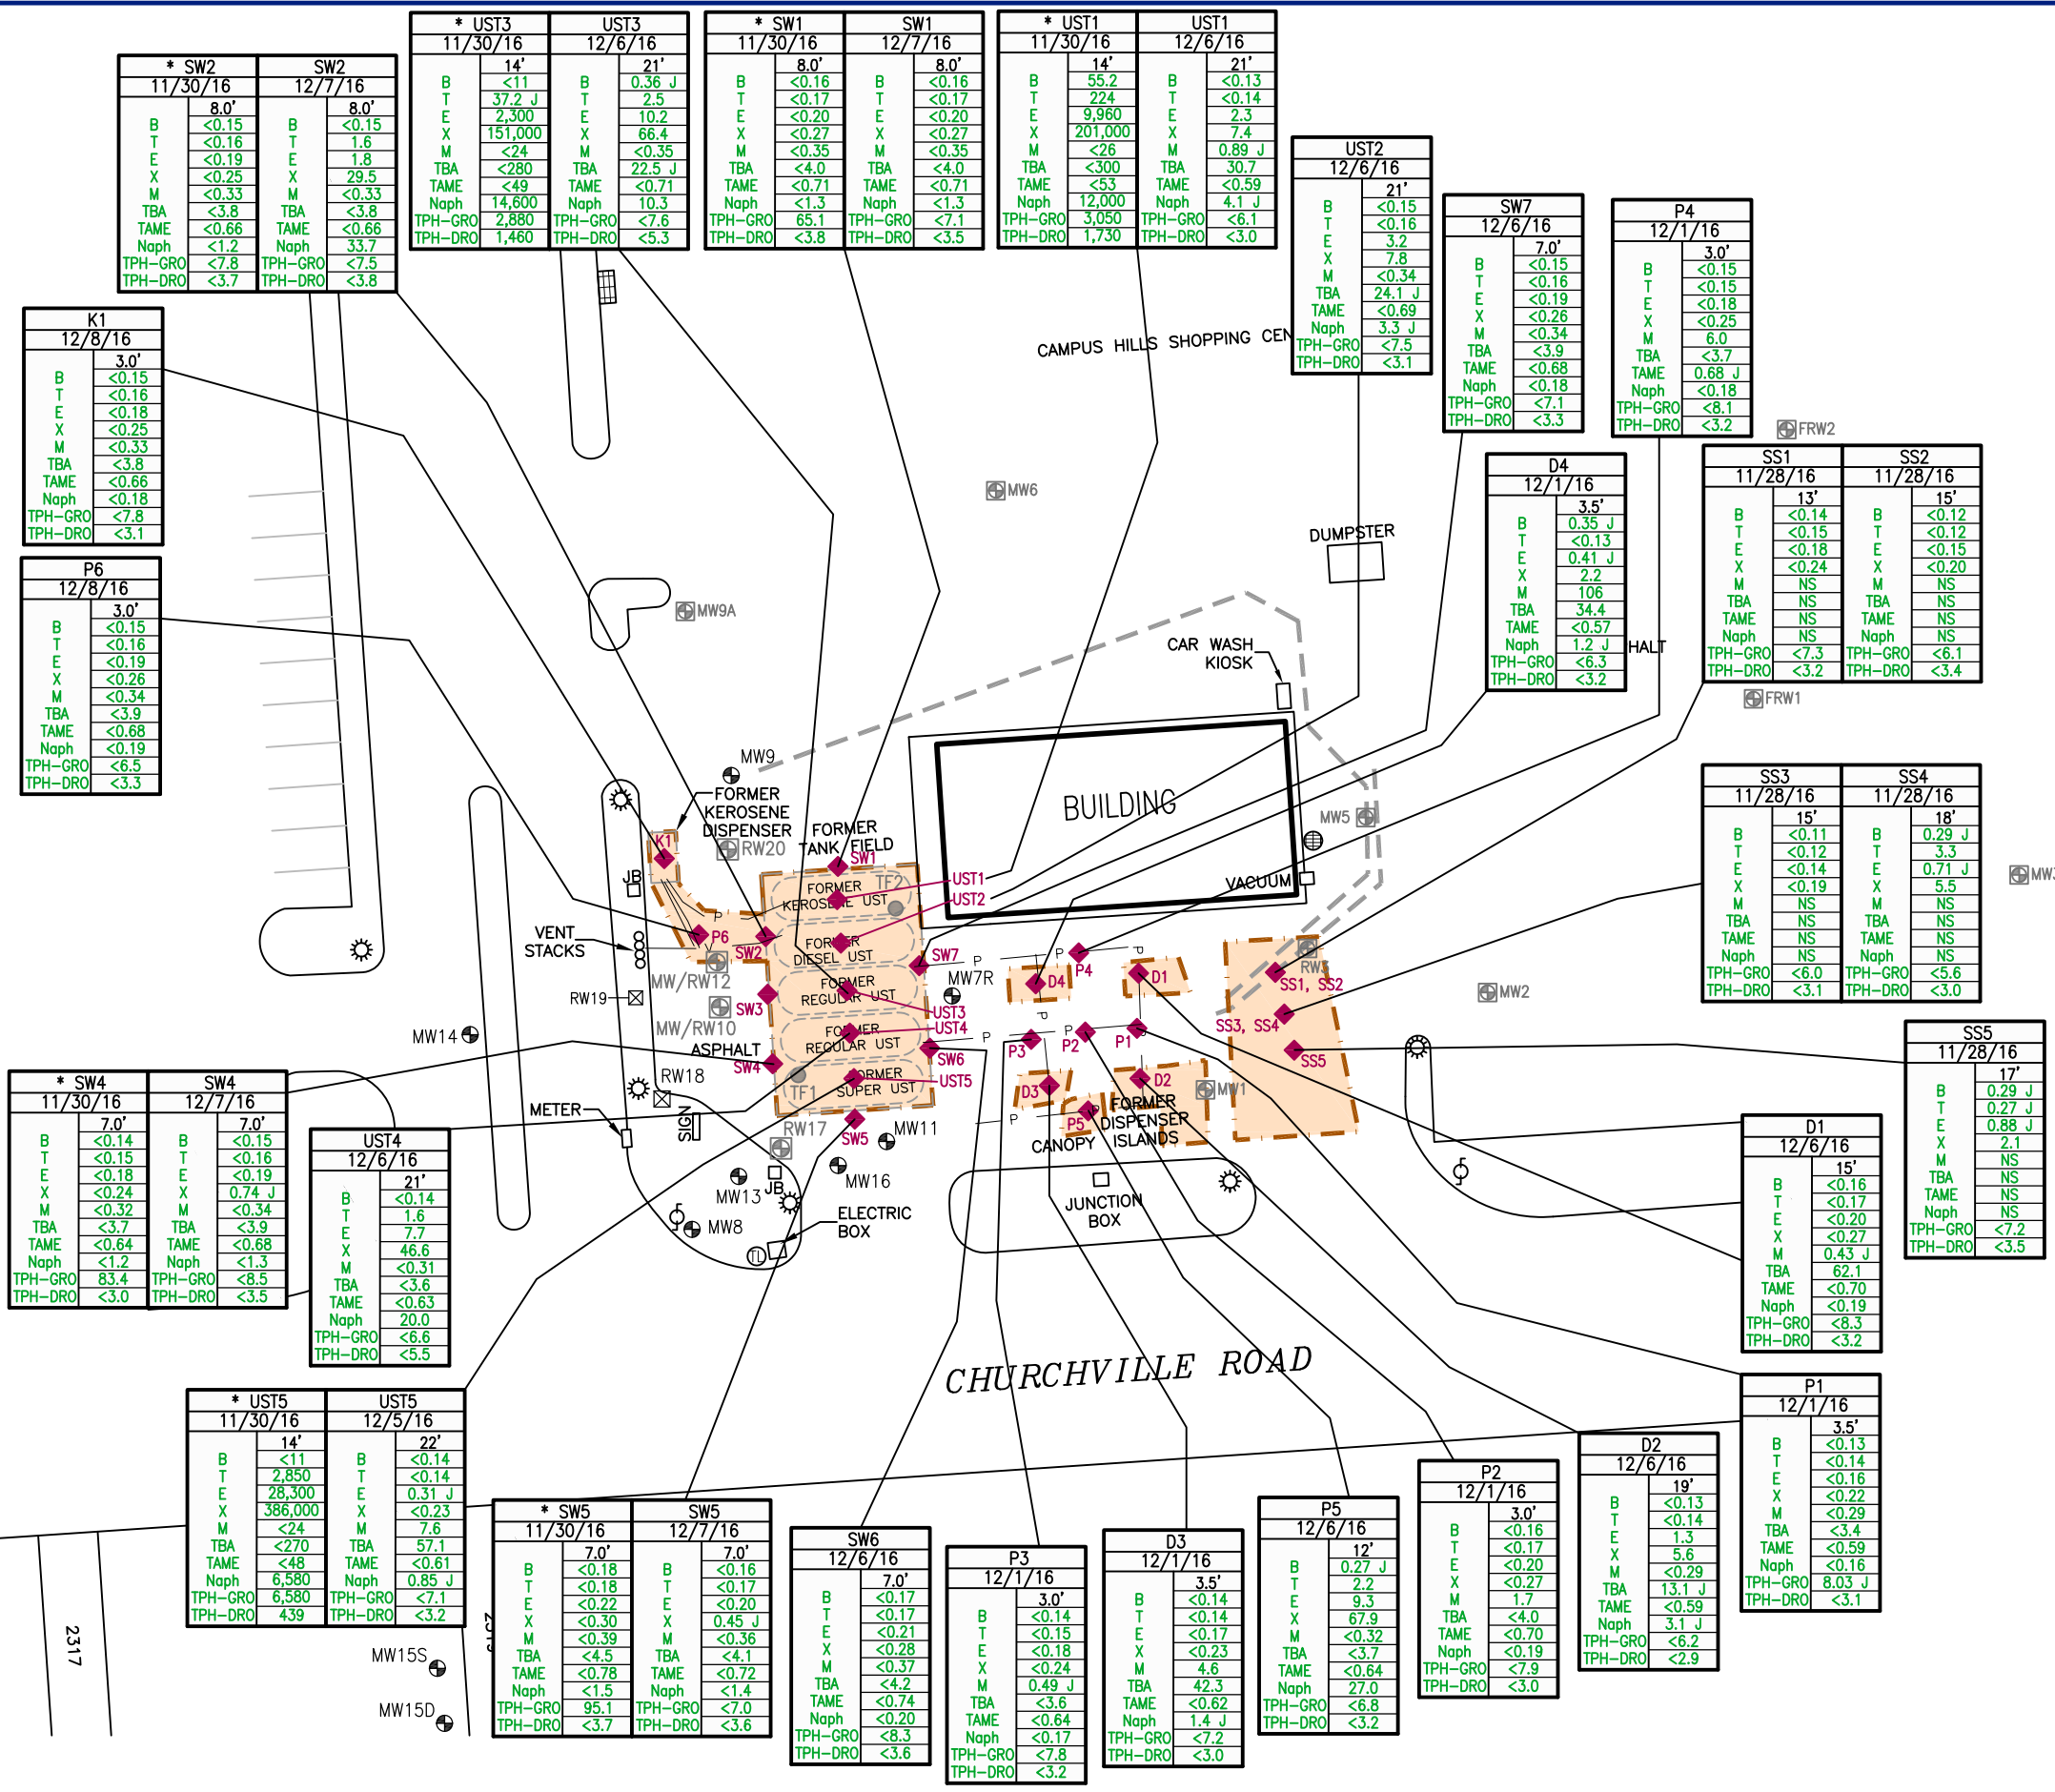 * SW2 SW2
11/30/16 12/7/16
8.0' 8.0'
B <0.15 B <0.15
T <0.16 T 1.6
E <0.19 E 1.8
X <0.25 X 29.5
M <0.33 M <0.33
TBA <3.8 TBA <3.8
TAME <0.66 TAME <0.66
Naph <1.2 Naph 33.7
TPH-GRO <7.8 TPH-GRO <7.5
TPH-DRO <3.7 TPH-DRO <3.8
* UST3 UST3
11/30/16 12/6/16
14' 21'
B <11 B 0.36 J
T 37.2 J T 2.5
E 2,300 E 10.2
X 151,000 X 66.4
M <24 M <0.35
TBA <280 TBA 22.5 J
TAME <49 TAME <0.71
Naph 14,600 Naph 10.3
TPH-GRO 2,880 TPH-GRO <7.6
TPH-DRO 1,460 TPH-DRO <5.3
* SW1 SW1
11/30/16 12/7/16
8.0' 8.0'
B <0.16 B <0.16
T <0.17 T <0.17
E <0.20 E <0.20
X <0.27 X <0.27
M <0.35 M <0.35
TBA <4.0 TBA <4.0
TAME <0.71 TAME <0.71
Naph <1.3 Naph <1.3
TPH-GRO 65.1 TPH-GRO <7.1
TPH-DRO <3.8 TPH-DRO <3.5
* UST1 UST1
11/30/16 12/6/16
14' 21'
B 55.2 B <0.13
T 224 T <0.14
E 9,960 E 2.3
X 201,000 X 7.4
M <26 M 0.89 J
TBA <300 TBA 30.7
TAME <53 TAME <0.59
Naph 12,000 Naph 4.1 J
TPH-GRO 3,050 TPH-GRO <6.1
TPH-DRO 1,730 TPH-DRO <3.0
UST2
12/6/16
21'
B <0.15
T <0.16
E 3.2
X 7.8
M <0.34
TBA 24.1 J
TAME <0.69
Naph 3.3 J
TPH-GRO <7.5
TPH-DRO <3.1
SW7
12/6/16
7.0'
B <0.15
T <0.16
E <0.19
X <0.26
M <0.34
TBA <3.9
TAME <0.68
Naph <0.18
TPH-GRO <7.1
TPH-DRO <3.3
P4
12/1/16
3.0'
B <0.15
T <0.15
E <0.18
X <0.25
M 6.0
TBA <3.7
TAME 0.68 J
Naph <0.18
TPH-GRO <8.1
TPH-DRO <3.2
K1
12/8/16
3.0'
B <0.15
T <0.16
E <0.18
X <0.25
M <0.33
TBA <3.8
TAME <0.66
Naph <0.18
TPH-GRO <7.8
TPH-DRO <3.1
CAMPUS HILLS SHOPPING CEN
FRW2
MW6
D4
12/1/16
3.5'
B 0.35 J
T <0.13
E 0.41 J
X 2.2
M 106
TBA 34.4
TAME <0.57
Naph 1.2 J
TPH-GRO <6.3
TPH-DRO <3.2
HALT
SS1 SS2
11/28/16 11/28/16
13' 15'
B <0.14 B <0.12
T <0.15 T <0.12
E <0.18 E <0.15
X <0.24 X <0.20
M NS M NS
TBA NS TBA NS
TAME NS TAME NS
Naph NS Naph NS
TPH-GRO <7.3 TPH-GRO <6.1
TPH-DRO <3.2 TPH-DRO <3.4
DUMPSTER
P6
12/8/16
3.0'
B <0.15
T <0.16
E <0.19
X <0.26
M <0.34
TBA <3.9
TAME <0.68
Naph <0.19
TPH-GRO <6.5
TPH-DRO <3.3
MW9A
CAR WASH
KIOSK
FRW1
MW9
FORMER
KEROSENE
DISPENSER
RW20
FORMER
TANK FIELD
BUILDING
MW5
VACUUM
SS3 SS4
11/28/16 11/28/16
15' 18'
B <0.11 B 0.29 J
T <0.12 T 3.3
E <0.14 E 0.71 J
X <0.19 X 5.5
M NS M NS
TBA NS TBA NS
TAME NS TAME NS
Naph NS Naph NS
TPH-GRO <6.0 TPH-GRO <5.6
TPH-DRO <3.1 TPH-DRO <3.0
K1
SW1
JB
FORMER
KEROSENE UST
TF2
UST1
UST2
P
P6
V
SW2
FORMER
DIESEL UST
SW7
P
P
P4
VENT
STACKS
MW/RW12
MW7R
D4
D1
RW3
SS1, SS2
RW19
SW3
MW/RW10
FORMER
REGULAR UST
UST3
P
MW2
MW14
ASPHALT
FORMER
REGULAR UST
UST4
P
P
P3
P2
P1
SS3, SS4
SW4
SW6
SS5
RW18
TF1
FORMER
SUPER UST
UST5
D3
D2
MW1
METER
SIGN
RW17
SW5
MW11
P
P
P5
FORMER
DISPENSER
ISLANDS
CANOPY
MW13
JB
MW16
MW8
ELECTRIC
BOX
TL
JUNCTION
BOX
* SW4 SW4
11/30/16 12/7/16
7.0' 7.0'
B <0.14 B <0.15
T <0.15 T <0.16
E <0.18 E <0.19
X <0.24 X 0.74 J
M <0.32 M <0.34
TBA <3.7 TBA <3.9
TAME <0.64 TAME <0.68
Naph <1.2 Naph <1.3
TPH-GRO 83.4 TPH-GRO <8.5
TPH-DRO <3.0 TPH-DRO <3.5
UST4
12/6/16
21'
B <0.14
T 1.6
E 7.7
X 46.6
M <0.31
TBA <3.6
TAME <0.63
Naph 20.0
TPH-GRO <6.6
TPH-DRO <5.5
SS5
11/28/16
17'
B 0.29 J
T 0.27 J
E 0.88 J
X 2.1
M NS
TBA NS
TAME NS
Naph NS
TPH-GRO <7.2
TPH-DRO <3.5
D1
12/6/16
15'
B <0.16
T <0.17
E <0.20
X <0.27
M 0.43 J
TBA 62.1
TAME <0.70
Naph <0.19
TPH-GRO <8.3
TPH-DRO <3.2
CHURCHVILLE ROAD
* UST5 UST5
11/30/16 12/5/16
14' 22'
B <11 B <0.14
T 2,850 T <0.14
E 28,300 E 0.31 J
X 386,000 X <0.23
M <24 M 7.6
TBA <270 TBA 57.1
TAME <48 TAME <0.61
Naph 6,580 Naph 0.85 J
TPH-GRO 6,580 TPH-GRO <7.1
TPH-DRO 439 TPH-DRO <3.2
* SW5 SW5
11/30/16 12/7/16
7.0' 7.0'
B <0.18 B <0.16
T <0.18 T <0.17
E <0.22 E <0.20
X <0.30 X 0.45 J
M <0.39 M <0.36
TBA <4.5 TBA <4.1
TAME <0.78 TAME <0.72
Naph <1.5 Naph <1.4
TPH-GRO 95.1 TPH-GRO <7.0
TPH-DRO <3.7 TPH-DRO <3.6
SW6
12/6/16
7.0'
B <0.17
T <0.17
E <0.21
X <0.28
M <0.37
TBA <4.2
TAME <0.74
Naph <0.20
TPH-GRO <8.3
TPH-DRO <3.6
P3
12/1/16
3.0'
B <0.14
T <0.15
E <0.18
X <0.24
M 0.49 J
TBA <3.6
TAME <0.64
Naph <0.17
TPH-GRO <7.8
TPH-DRO <3.2
D3
12/1/16
3.5'
B <0.14
T <0.14
E <0.17
X <0.23
M 4.6
TBA 42.3
TAME <0.62
Naph 1.4 J
TPH-GRO <7.2
TPH-DRO <3.0
P5
12/6/16
12'
B 0.27 J
T 2.2
E 9.3
X 67.9
M <0.32
TBA <3.7
TAME <0.64
Naph 27.0
TPH-GRO <6.8
TPH-DRO <3.2
P2
12/1/16
3.0'
B <0.16
T <0.17
E <0.20
X <0.27
M 1.7
TBA <4.0
TAME <0.70
Naph <0.19
TPH-GRO <7.9
TPH-DRO <3.0
D2
12/6/16
19'
B <0.13
T <0.14
E 1.3
X 5.6
M <0.29
TBA 13.1 J
TAME <0.59
Naph 3.1 J
TPH-GRO <6.2
TPH-DRO <2.9
P1
12/1/16
3.5'
B <0.13
T <0.14
E <0.16
X <0.22
M <0.29
TBA <3.4
TAME <0.59
Naph <0.16
TPH-GRO 8.03 J
TPH-DRO <3.1
2317
MW15S
MW15D